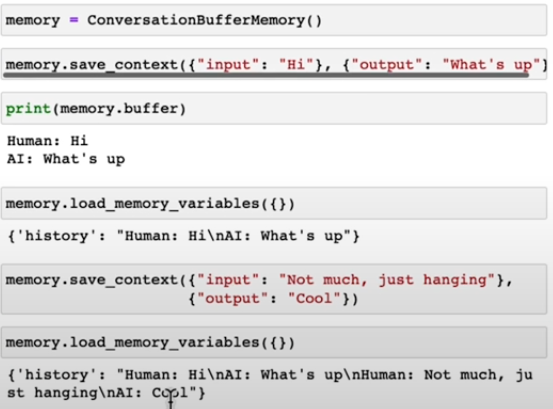 memory = ConversationBufferMemory()
memory.save_context({"input": "Hi"}, {"output": "What's up"}
print(memory.buffer)
Human: Hi
AI: What's up
memory.load_memory_variables({})
{'history': "Human: Hi\nAI: What's up"}
memory.save_context({"input": "Not much, just hanging"},
{"output": "Cool"})
memory.load_memory_variables({})
{'history': "Human: Hi\nAI: What's up\nHuman: Not much, ju
st hanging\nAI: Cool"}